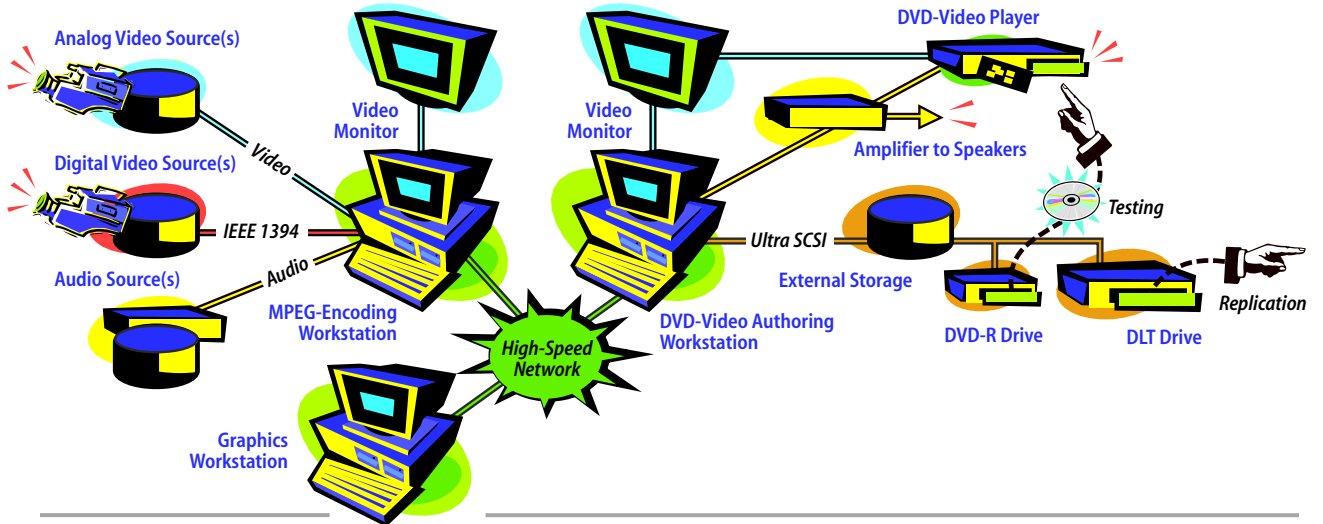 Analog Video Source(s)
DVD-Video Player
Video
Monitor
Video
Monitor
Amplifier to Speakers
Digital Video Source(s)
Video
IEEE 1394
Testing
Ultra SCSI
Audio Source(s)
Audio
External Storage
MPEG-Encoding
Workstation
DVD-Video Authoring
Workstation
DVD-R Drive
DLT Drive
Replication
High-Speed
Network
Graphics
Workstation